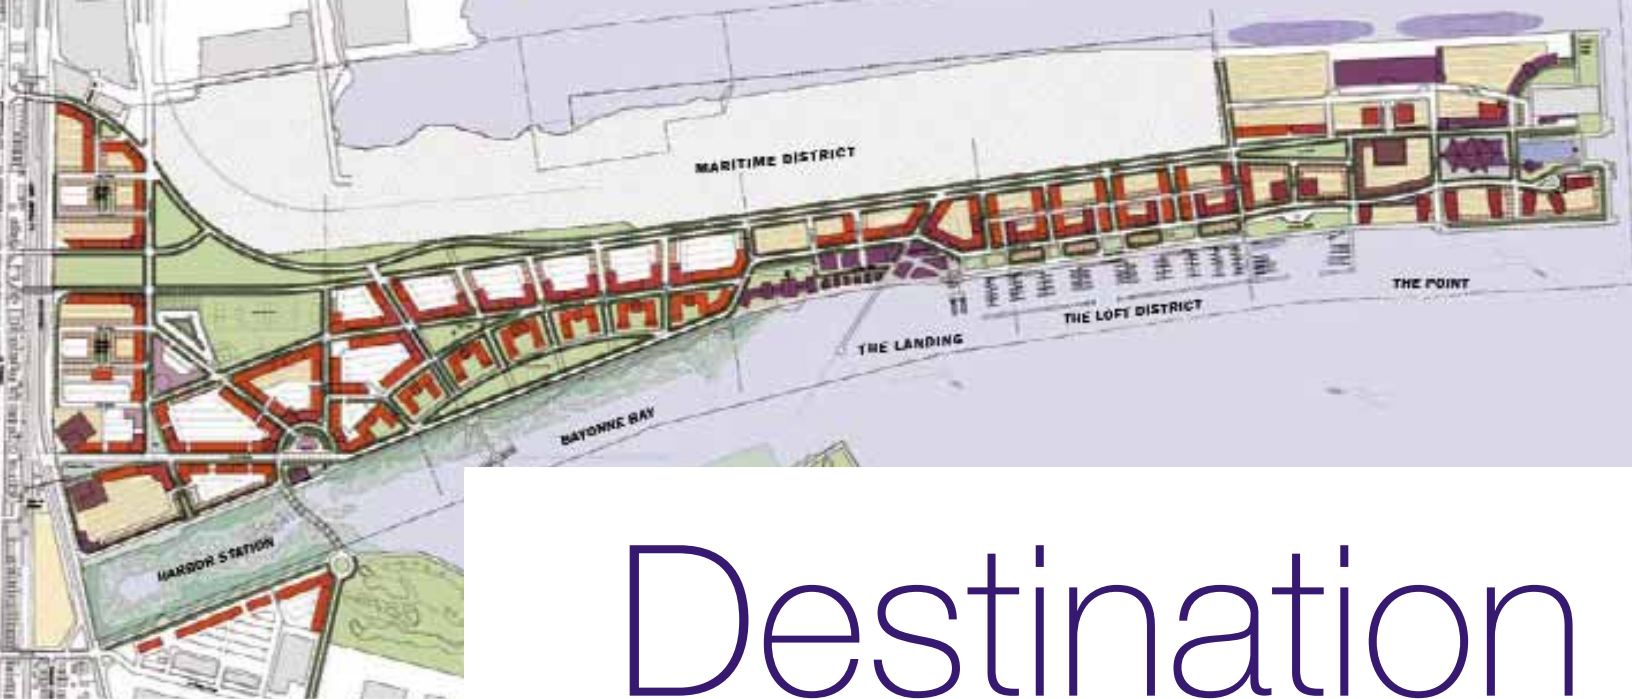 MARITIME DISTRICT
THE POINT
THE LOFT DISTRICT
THE LANDING
BAYONNE BAY
HARBOR STATION
Destination